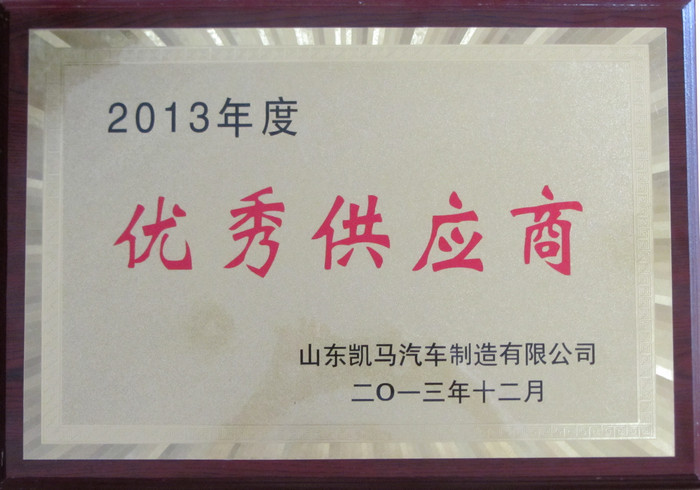 2013年度
优秀供应商
山东凯马汽车制造有限公司
二〇一三年十二月